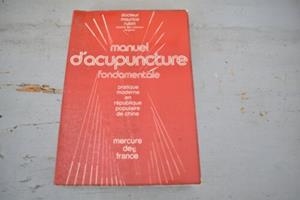 docteur
maurice
rubin
manuel
d'acupuncture
fondamentale
pratique
moderne
en
république
populaire
de chine
mercure
de
france